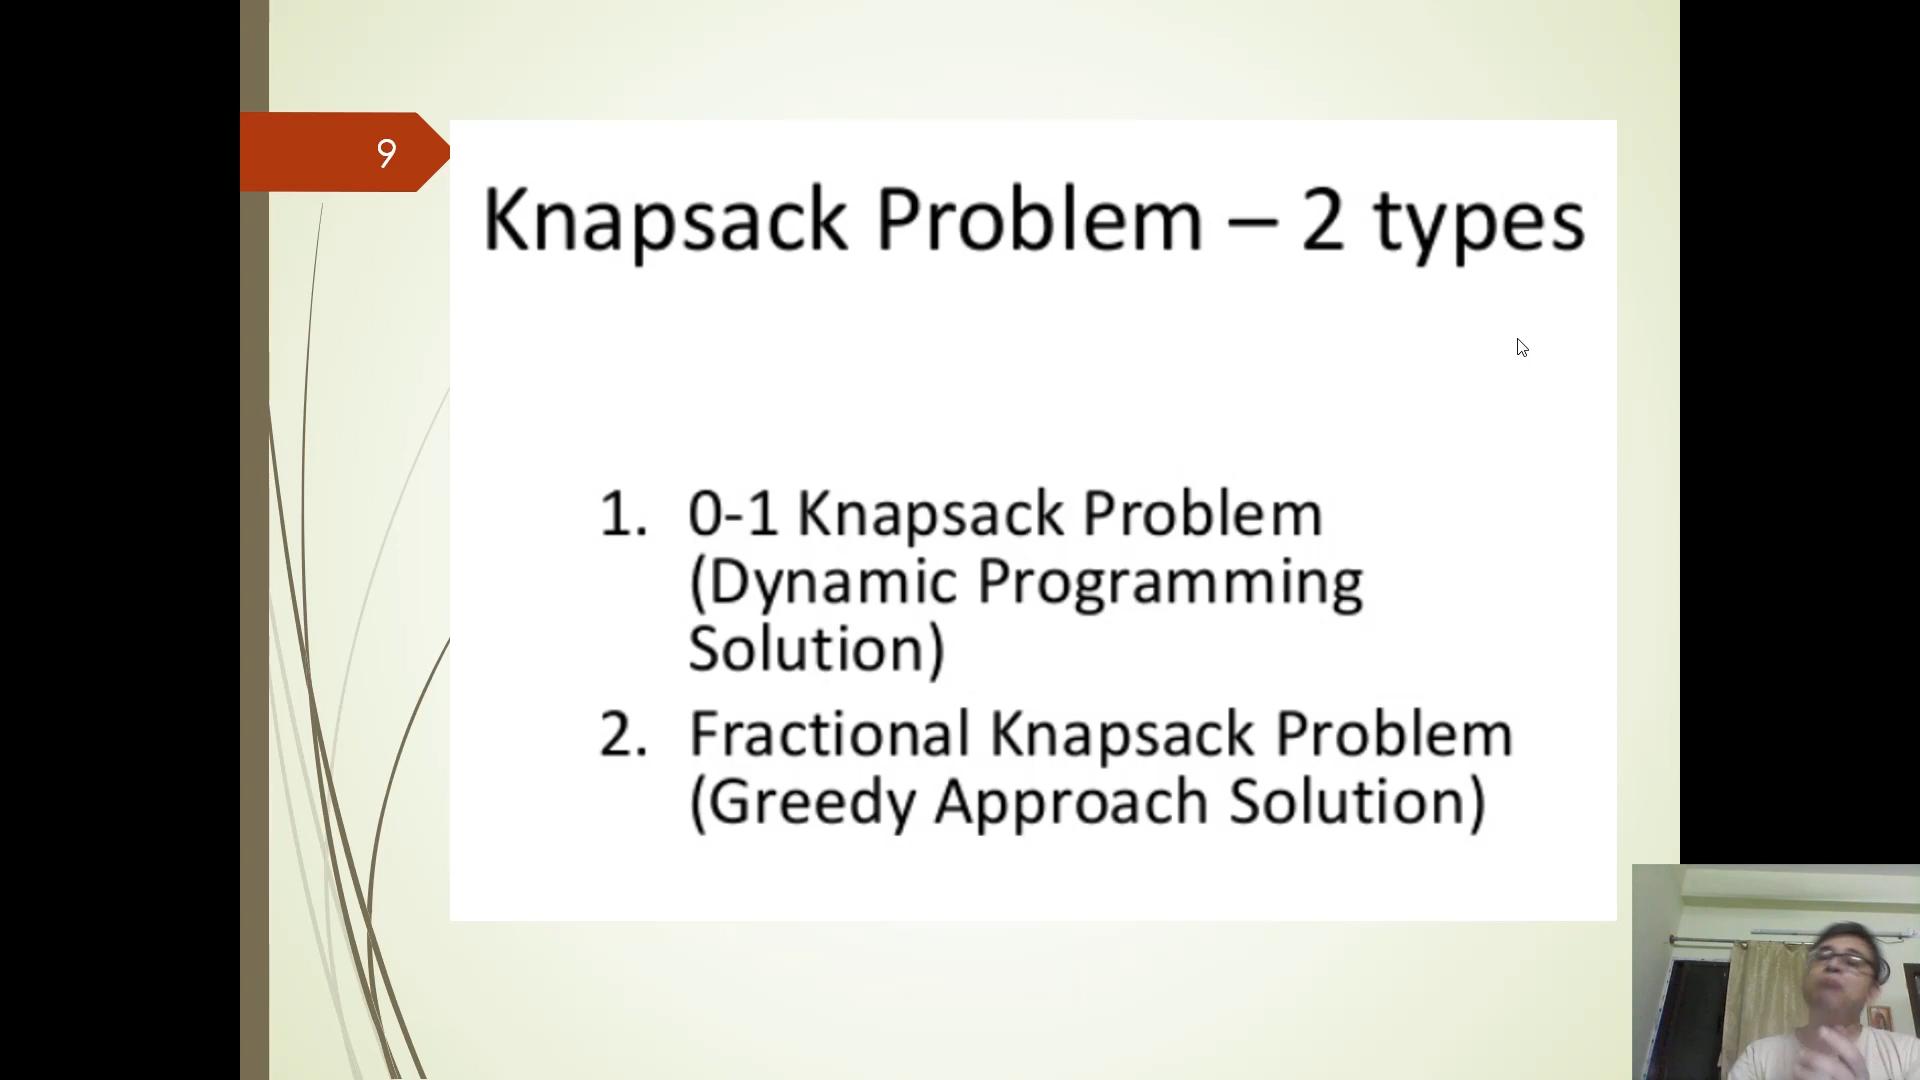 9
Knapsack Problem – 2 types
1. 0-1 Knapsack Problem
(Dynamic Programming
Solution)
2. Fractional Knapsack Problem
(Greedy Approach Solution)